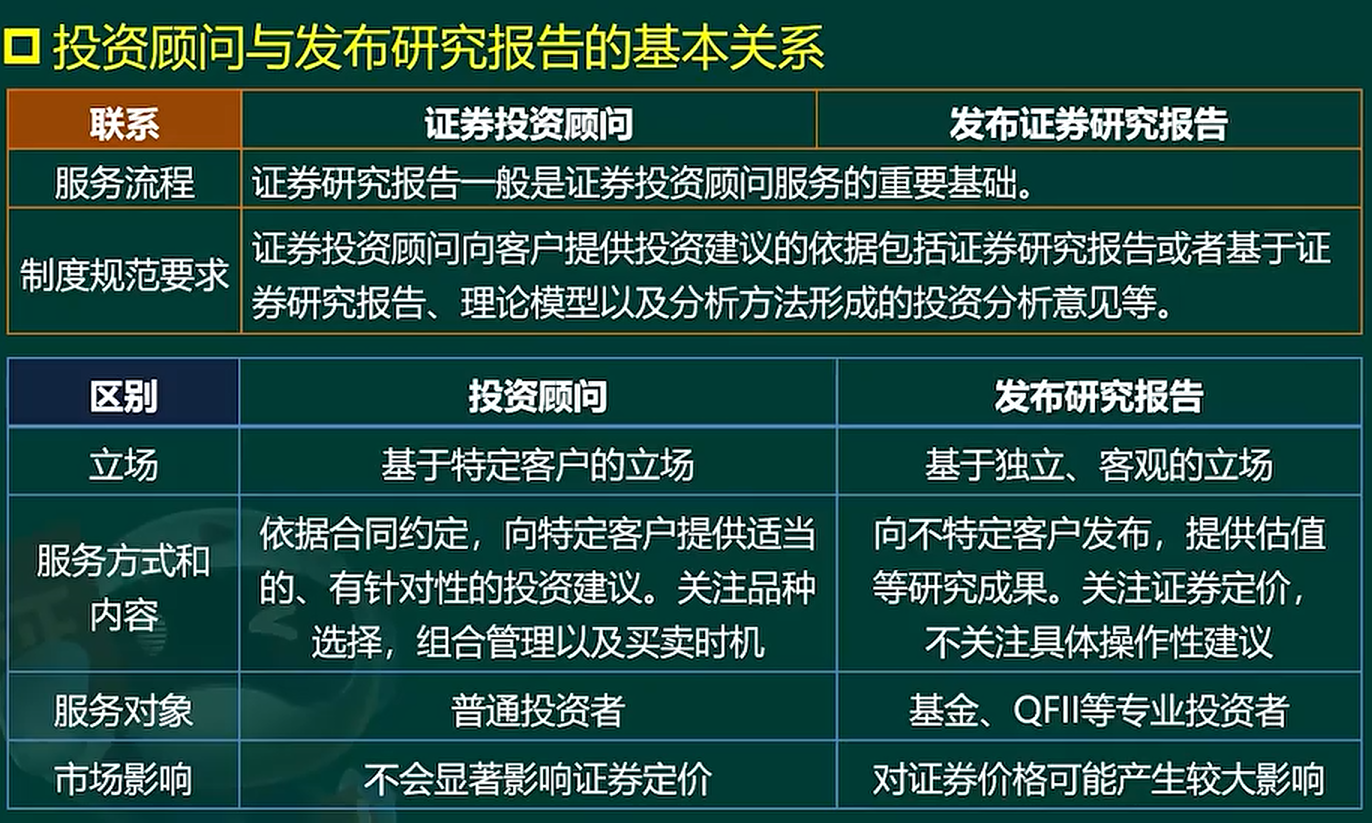 投资顾问与发布研究报告的基本关系
联系
证券投资顾问
发布证券研究报告
服务流程
证券研究报告一般是证券投资顾问服务的重要基础。
制度规范要求
证券投资顾问向客户提供投资建议的依据包括证券研究报告或者基于证
券研究报告、理论模型以及分析方法形成的投资分析意见等。
区别
投资顾问
发布研究报告
立场
基于特定客户的立场
基于独立、客观的立场
服务方式和
内容
依据合同约定，向特定客户提供适当
的、有针对性的投资建议。关注品种
选择，组合管理以及买卖时机
向不特定客户发布，提供估值
等研究成果。关注证券定价，
不关注具体操作性建议
服务对象
普通投资者
基金、QFII等专业投资者
市场影响
不会显著影响证券定价
对证券价格可能产生较大影响